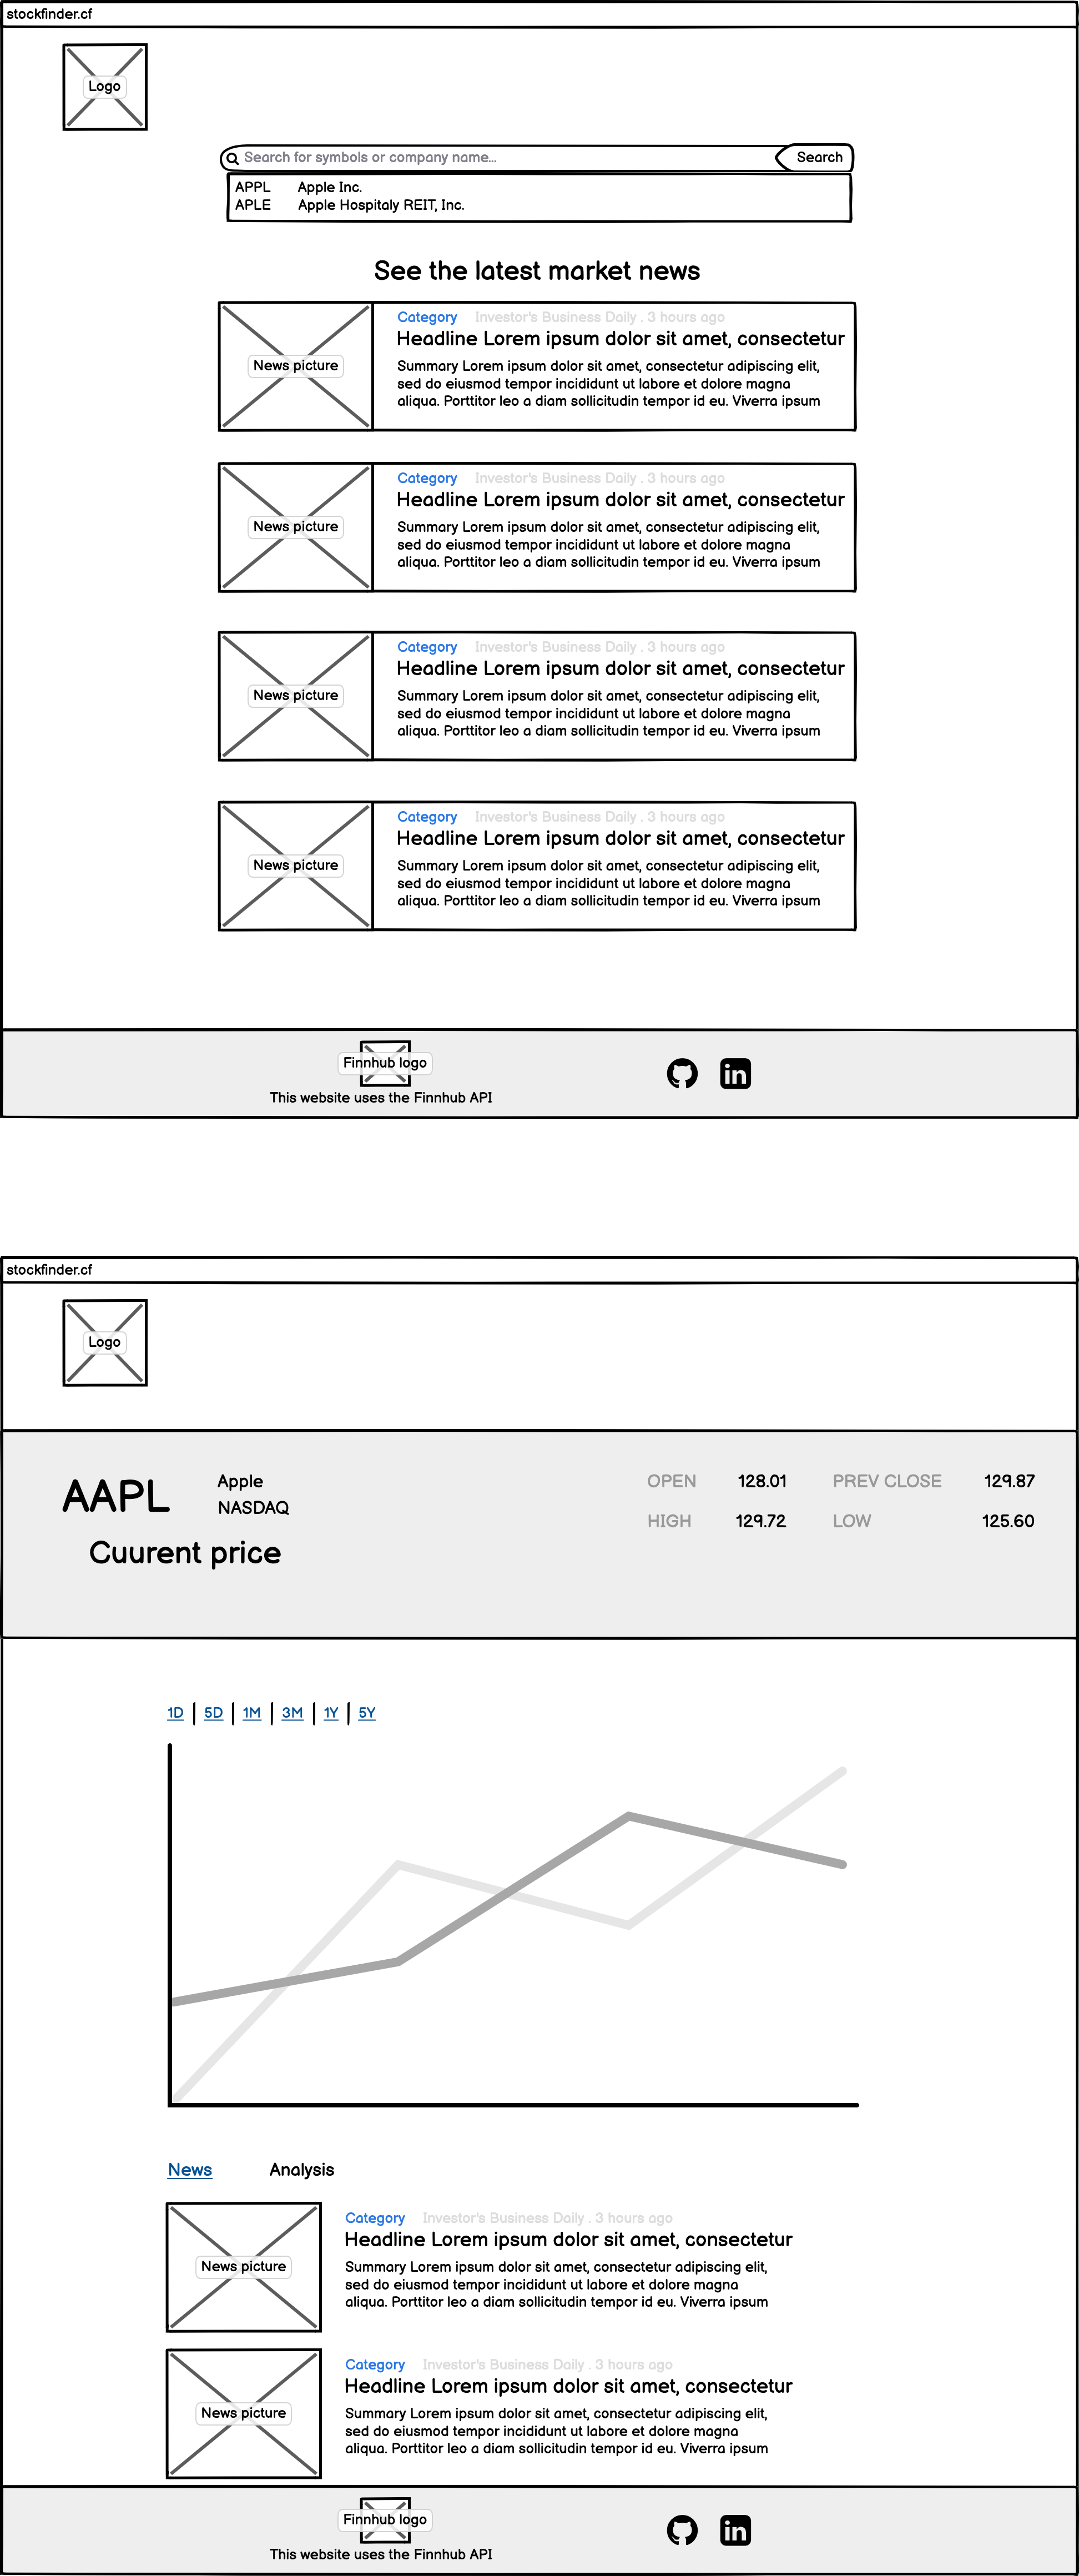 stockfinder.cf
Logo
Search for symbols or company name...
Search
APPL Apple Inc.
APLE Apple Hospitaly REIT, Inc.
See the latest market news
News picture
Category Investor's Business Daily . 3 hours ago
Headline Lorem ipsum dolor sit amet, consectetur
Summary Lorem ipsum dolor sit amet, consectetur adipiscing elit,
sed do eiusmod tempor incididunt ut labore et dolore magna
aliqua. Porttitor leo a diam sollicitudin tempor id eu. Viverra ipsum
News picture
Category Investor's Business Daily . 3 hours ago
Headline Lorem ipsum dolor sit amet, consectetur
Summary Lorem ipsum dolor sit amet, consectetur adipiscing elit,
sed do eiusmod tempor incididunt ut labore et dolore magna
aliqua. Porttitor leo a diam sollicitudin tempor id eu. Viverra ipsum
News picture
Category Investor's Business Daily . 3 hours ago
Headline Lorem ipsum dolor sit amet, consectetur
Summary Lorem ipsum dolor sit amet, consectetur adipiscing elit,
sed do eiusmod tempor incididunt ut labore et dolore magna
aliqua. Porttitor leo a diam sollicitudin tempor id eu. Viverra ipsum
News picture
Category Investor's Business Daily . 3 hours ago
Headline Lorem ipsum dolor sit amet, consectetur
Summary Lorem ipsum dolor sit amet, consectetur adipiscing elit,
sed do eiusmod tempor incididunt ut labore et dolore magna
aliqua. Porttitor leo a diam sollicitudin tempor id eu. Viverra ipsum
Finnhub logo
This website uses the Finnhub API
in
stockfinder.cf
Logo
AAPL
Apple
NASDAQ
Cuurent price
OPEN 128.01 PREV CLOSE 129.87
HIGH 129.72 LOW 125.60
1D 5D 1M 3M 1Y 5Y
News Analysis
News picture
Category Investor's Business Daily . 3 hours ago
Headline Lorem ipsum dolor sit amet, consectetur
Summary Lorem ipsum dolor sit amet, consectetur adipiscing elit,
sed do eiusmod tempor incididunt ut labore et dolore magna
aliqua. Porttitor leo a diam sollicitudin tempor id eu. Viverra ipsum
News picture
Category Investor's Business Daily . 3 hours ago
Headline Lorem ipsum dolor sit amet, consectetur
Summary Lorem ipsum dolor sit amet, consectetur adipiscing elit,
sed do eiusmod tempor incididunt ut labore et dolore magna
aliqua. Porttitor leo a diam sollicitudin tempor id eu. Viverra ipsum
Finnhub logo
This website uses the Finnhub API
in